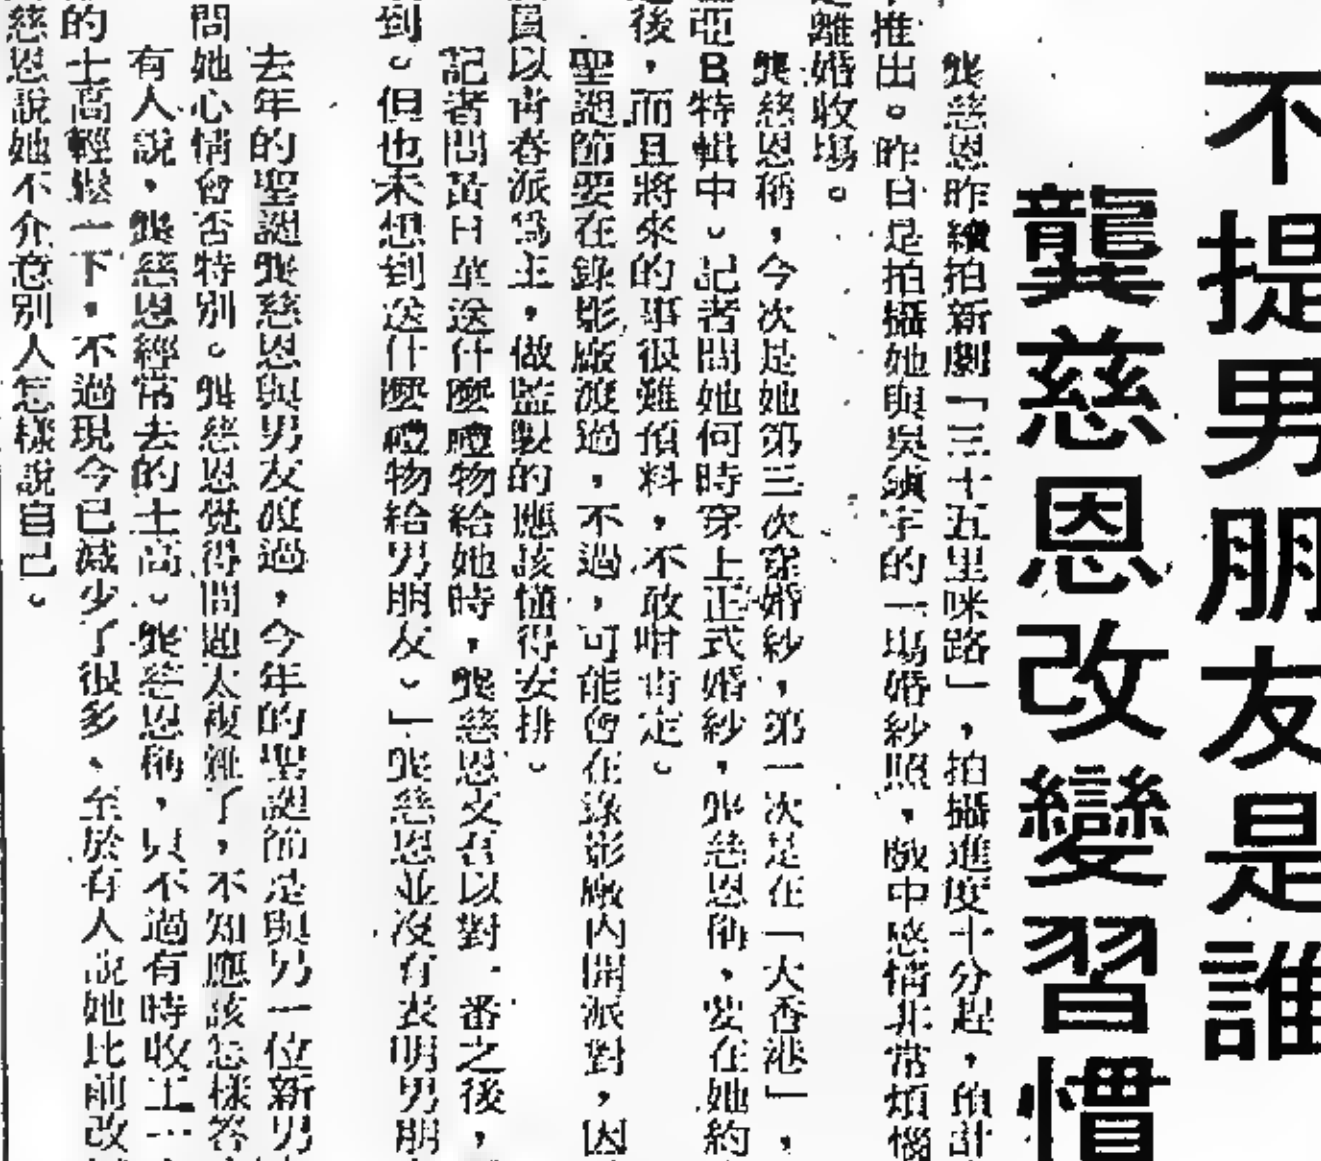 不提男朋友是誰
龔慈恩改變習慣
龔慈恩昨續拍新劇「三十五里咪路」，拍攝進度十分趕，預計
推出。昨日是拍攝她與吳鎮宇的一場婚紗照，戲中感情非常煩惱
離婚收場。
龔慈恩稱，今次是她第三次穿婚紗，第一次是在「大香港」，
亞B特輯中。記者問她何時穿上正式婚紗，龔慈恩稱，要在她約
後，而且將來的事很難預料，不敢咁肯定。
聖誕節要在錄影廠渡過，不過，可能會在錄影廠內開派對，因
員以青春派為主，做監製的應該懂得安排。
記者問黃日華送什麼禮物給她時，龔慈恩支吾以對，一番之後，
到。但也未想到送什麼禮物給男朋友。」龔慈恩並沒有表明男朋
去年的聖誕龔慈恩與男友渡過，今年的聖誕節是與另一位新男
問她心情會否特別。龔慈恩覺得問題太複雜了，不知應該怎樣答
有人說，龔慈恩經常去的士高。龔慈恩稱，只不過有時收工一
的士高輕鬆一下，不過現今已減少了很多、至於有人說她比前改
慈恩說她不介意別人怎樣說自己。